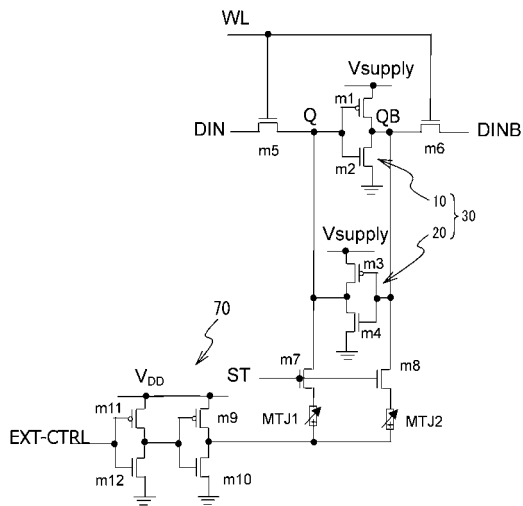 WL
Vsupply
m1
Q
QB
DIN
DINB
m5
m2
m6
10
30
20
Vsupply
m3
m4
70
m7
m8
VDD
ST
m11
m9
MTJ1
MTJ2
EXT-CTRL
m12
m10